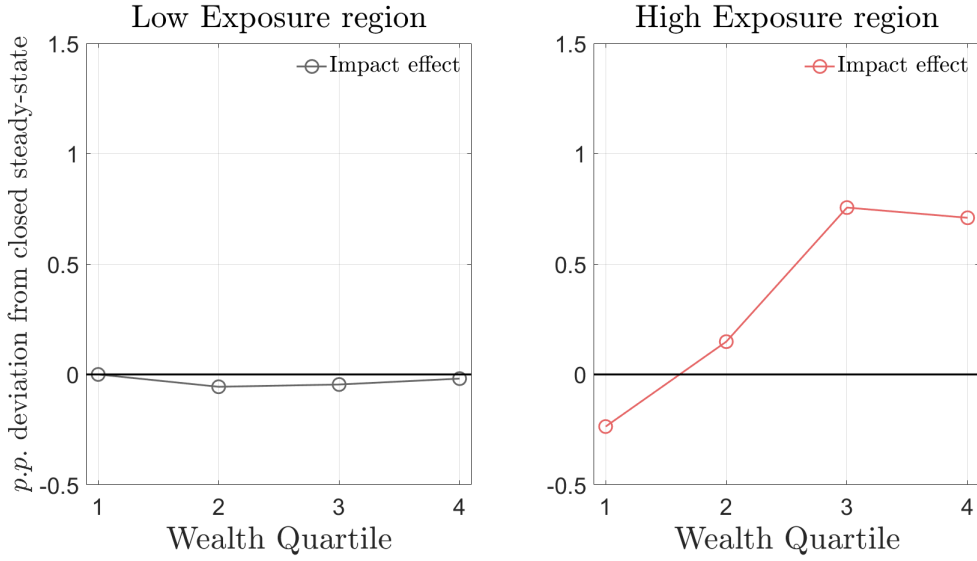 Low Exposure region
p.p. deviation from closed steady-state
1.5
1
0.5
0
-0.5
Impact effect
1 2 3 4
Wealth Quartile
High Exposure region
1.5
1
0.5
0
-0.5
Impact effect
1 2 3 4
Wealth Quartile